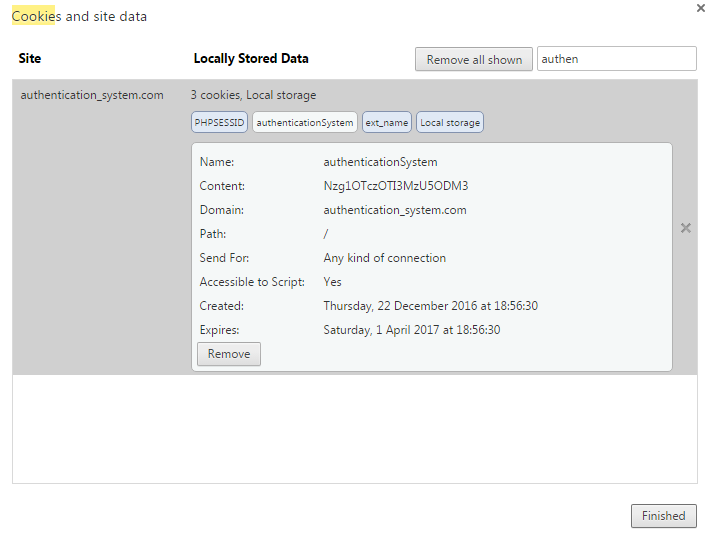 Cookies and site data
Site Locally Stored Data Remove all shown authen
authentication_system.com 3 cookies, Local storage
PHPSESSID authenticationSystem ext_name Local storage
Name: authenticationSystem
Content: Nzg1OTczOTI3MzU5ODM3
Domain: authentication_system.com
Path: /
Send For: Any kind of connection
Accessible to Script: Yes
Created: Thursday, 22 December 2016 at 18:56:30
Expires: Saturday, 1 April 2017 at 18:56:30
Remove
Finished